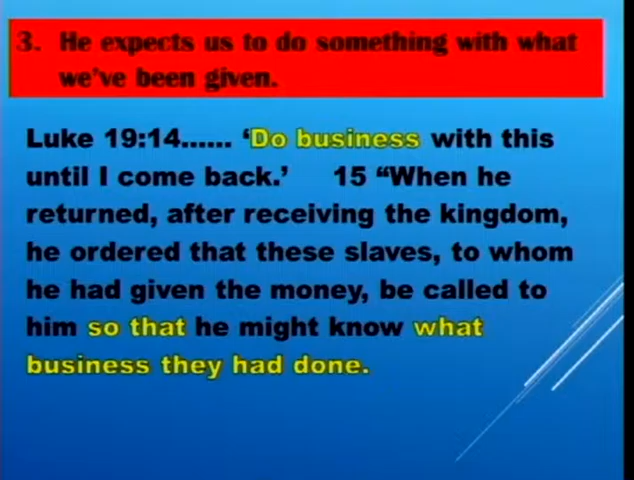 3. He expects us to do something with what
we've been given.
Luke 19:14...... ‘Do business with this
until I come back.’ 15 “When he
returned, after receiving the kingdom,
he ordered that these slaves, to whom
he had given the money, be called to
him so that he might know what
business they had done.